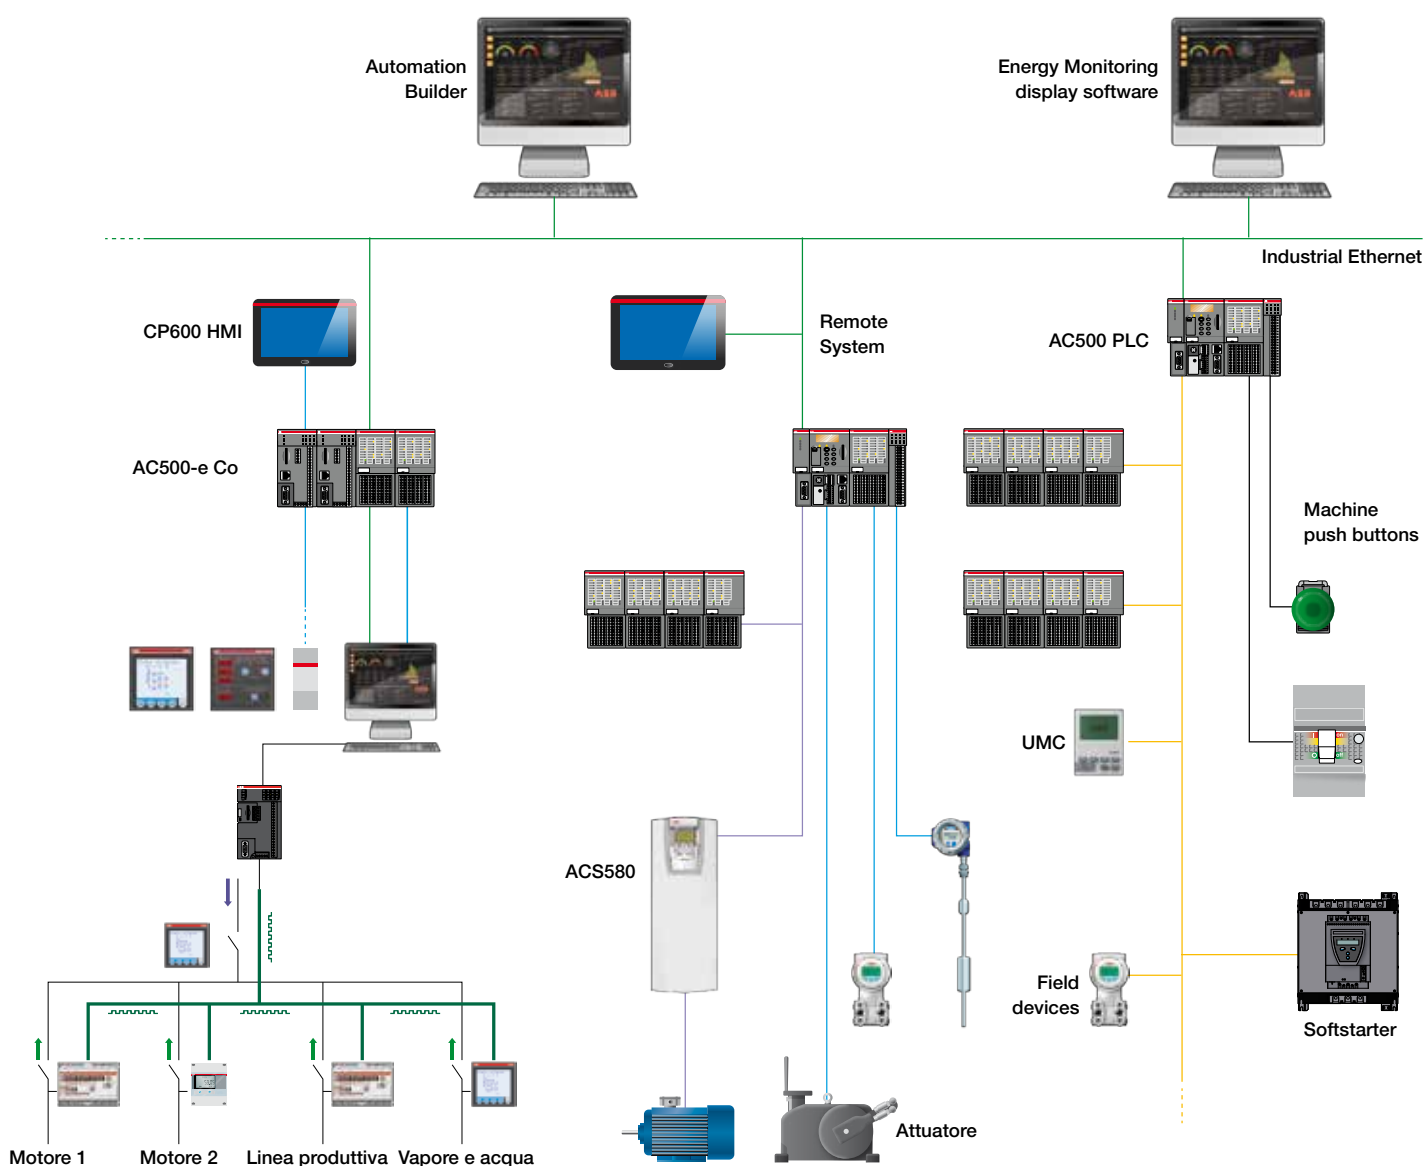 Automation
Builder
Energy Monitoring
display software
Industrial Ethernet
CP600 HMI
Remote
System
AC500 PLC
AC500-e Co
Machine
push buttons
UMC
ACS580
Field
devices
Softstarter
Attuatore
Motore 1
Motore 2
Linea produttiva
Vapore e acqua